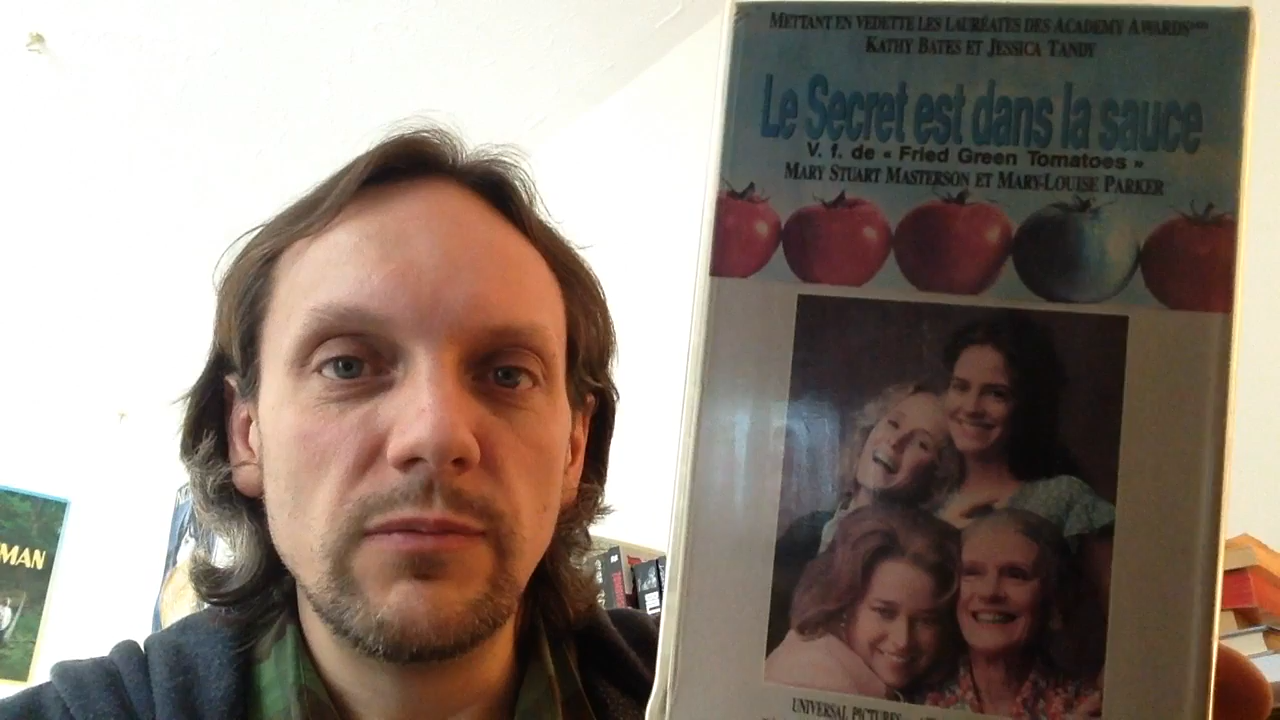 METTANT EN VEDETTE LES LAURÉATES DES ACADEMY AWARDS
KATHY BATES ET JESSICA TANDY
Le Secret est dans la sauce
V. f. de « Fried Green Tomatoes »
MARY STUART MASTERSON ET MARY-LOUISE PARKER
MAN
UNIVERSAL PICTURES